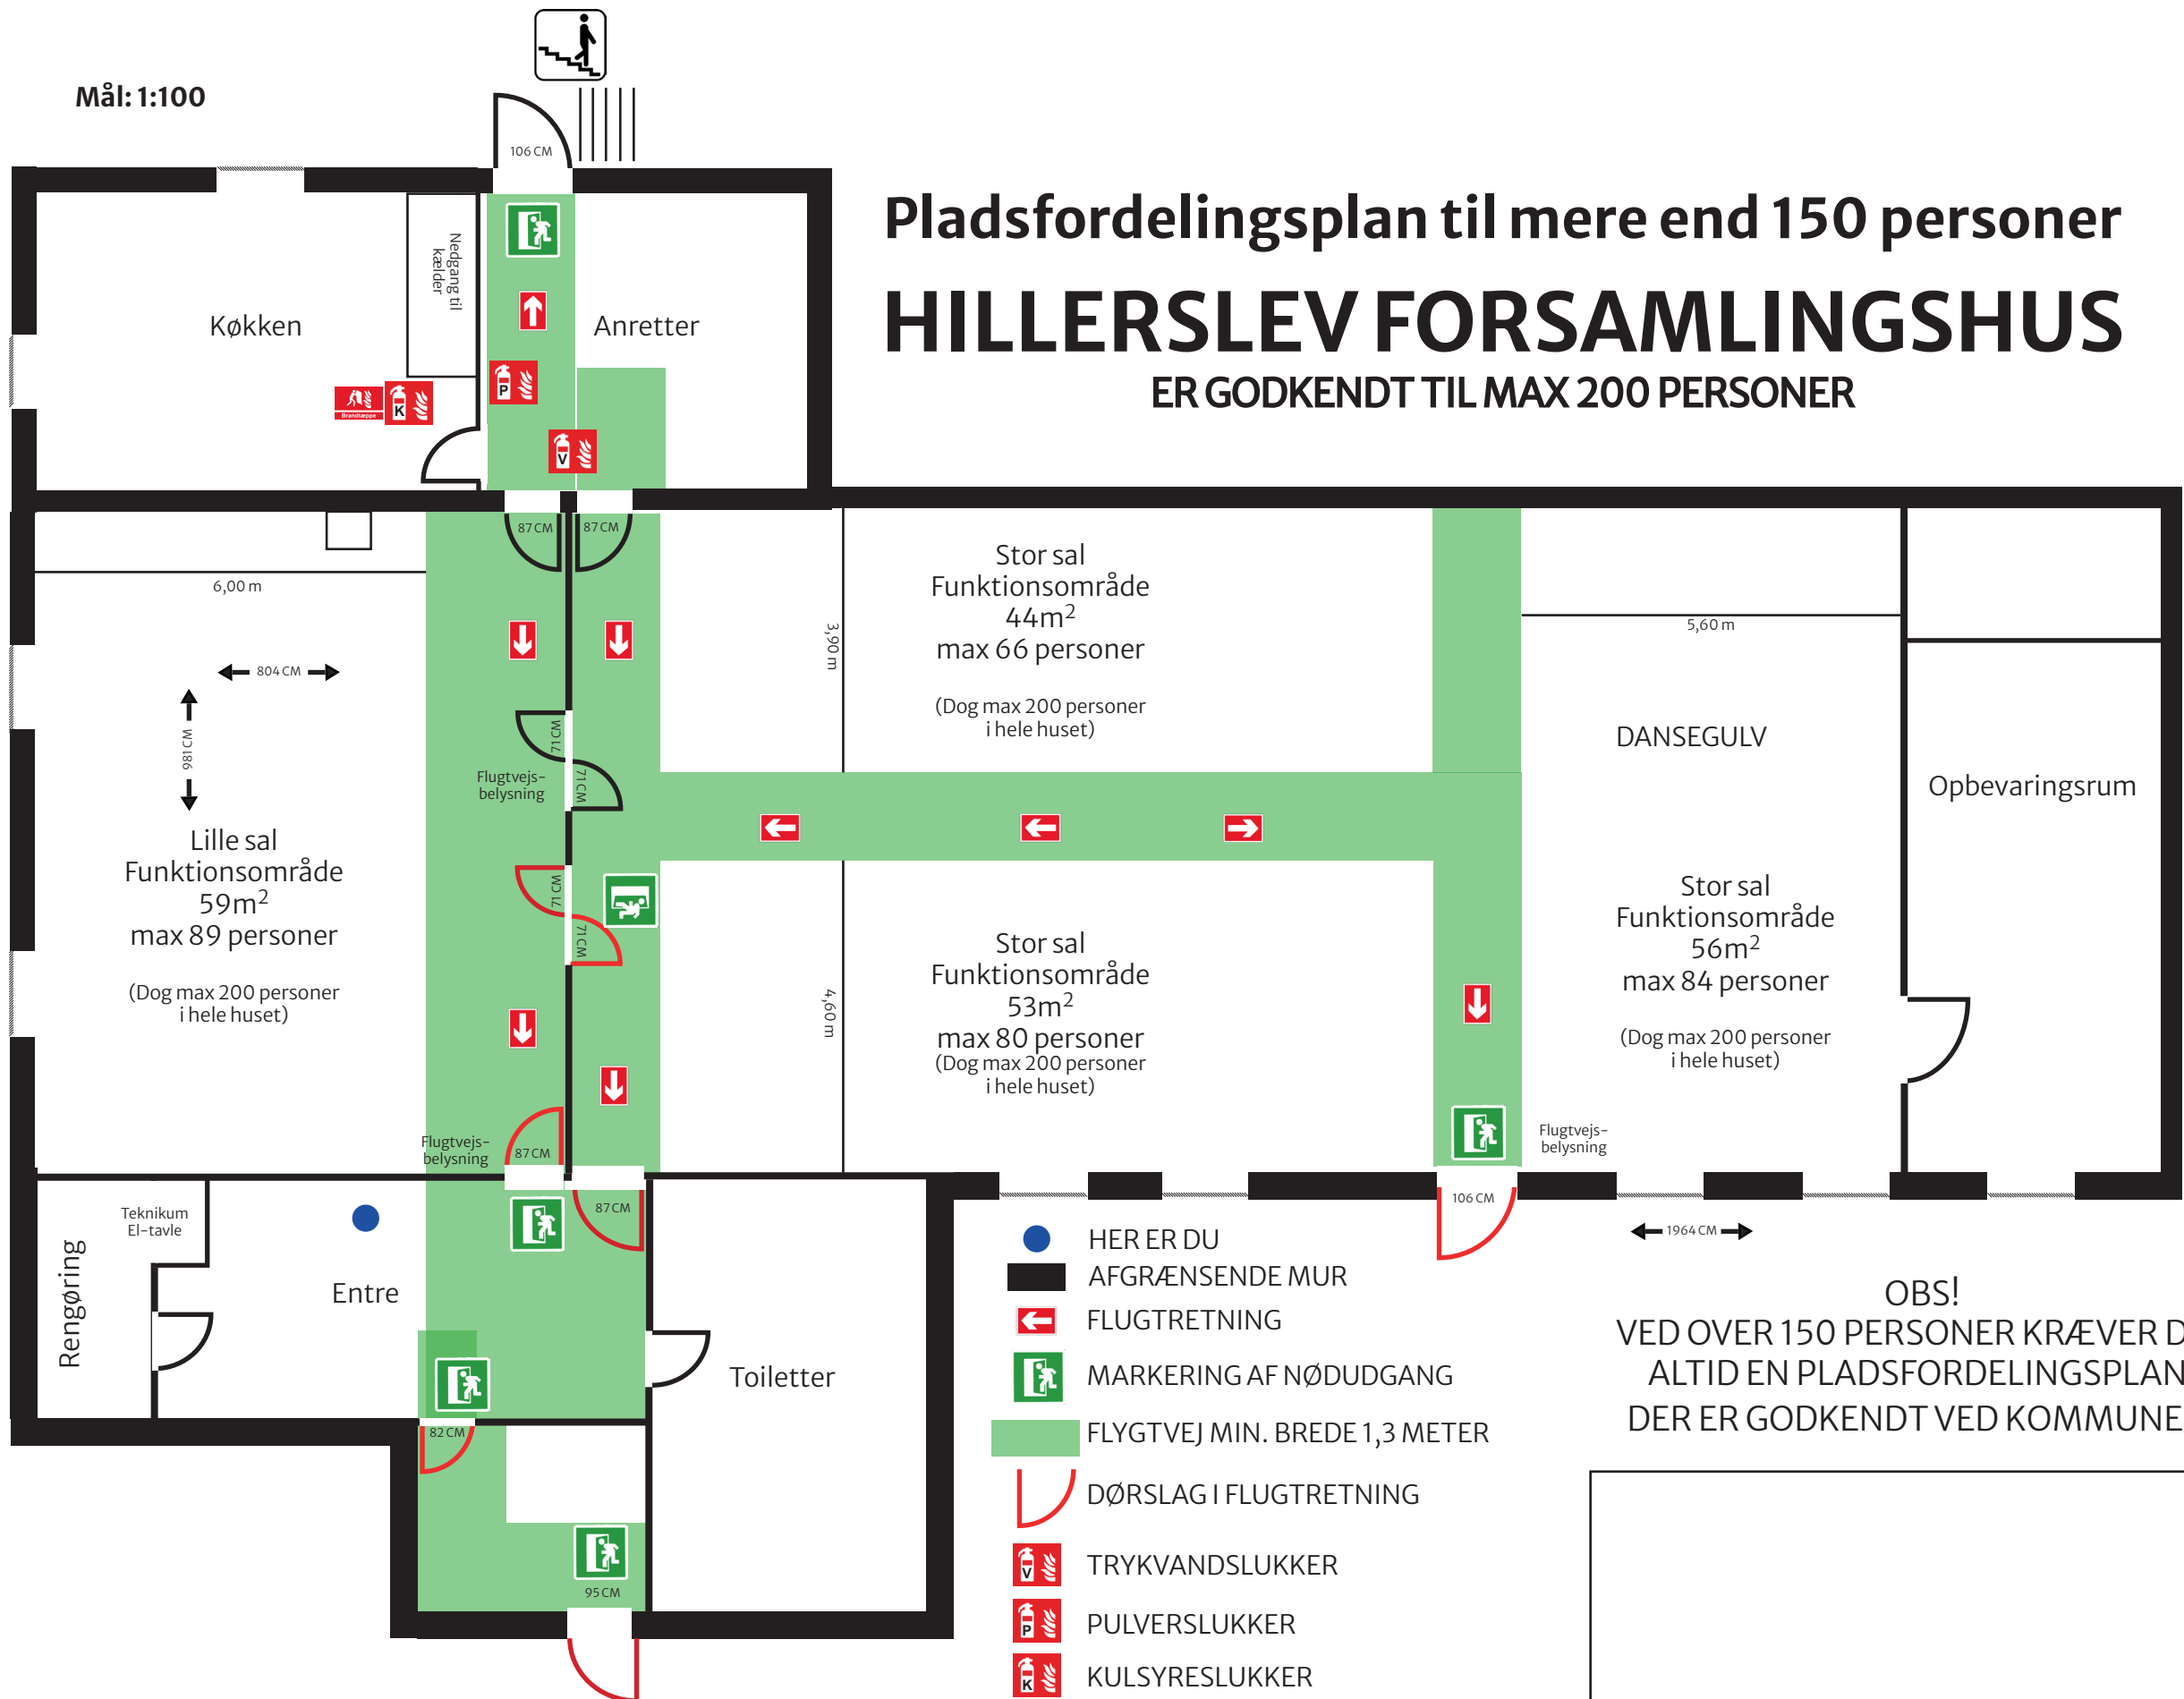 Mål: 1:100
106 CM
Pladsfordelingsplan til mere end 150 personer
HILLERSLEV FORSAMLINGSHUS
ER GODKENDT TIL MAX 200 PERSONER
Nedgang til
kælder
Køkken
Anretter
P
Brandtæppe
K
V
87 CM
87 CM
6,00 m
804 CM
981 CM
71 CM
71 CM
Flugtvejs-
belysning
71 CM
71 CM
Lille sal
Funktionsområde
59m²
max 89 personer
(Dog max 200 personer
i hele huset)
3,90 m
Stor sal
Funktionsområde
44m²
max 66 personer
(Dog max 200 personer
i hele huset)
5,60 m
DANSEGULV
Opbevaringsrum
4,60 m
Stor sal
Funktionsområde
53m²
max 80 personer
(Dog max 200 personer
i hele huset)
Stor sal
Funktionsområde
56m²
max 84 personer
(Dog max 200 personer
i hele huset)
Flugtvejs-
belysning
87 CM
Flugtvejs-
belysning
Teknikum
El-tavle
87 CM
106 CM
1964 CM
Rengøring
Entre
Toiletter
82 CM
95 CM
HER ER DU
AFGRÆNSENDE MUR
FLUGTRETNING
MARKERING AF NØDUDGANG
FLYGTVEJ MIN. BREDE 1,3 METER
DØRSLAG I FLUGTRETNING
V
TRYKVANDSLUKKER
P
PULVERSLUKKER
K
KULSYRESLUKKER
OBS!
VED OVER 150 PERSONER KRÆVER D
ALTID EN PLADSFORDELINGSPLAN
DER ER GODKENDT VED KOMMUNE